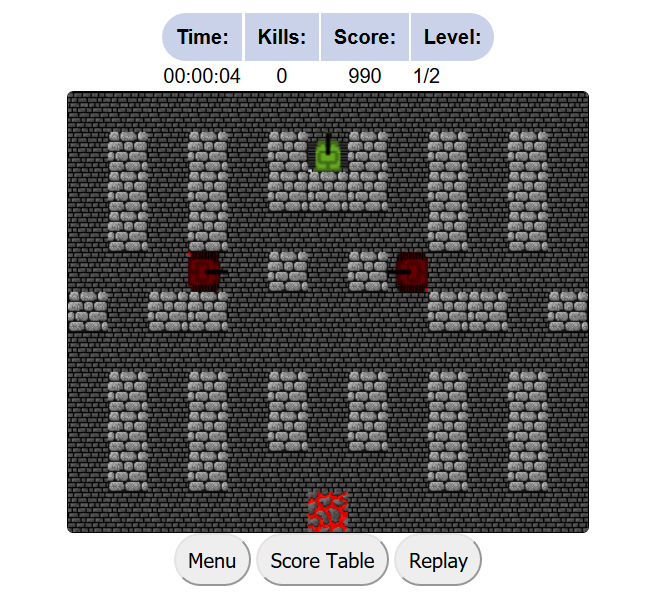 Time: Kills: Score: Level:
00:00:04 0 990 1/2
Menu Score Table Replay